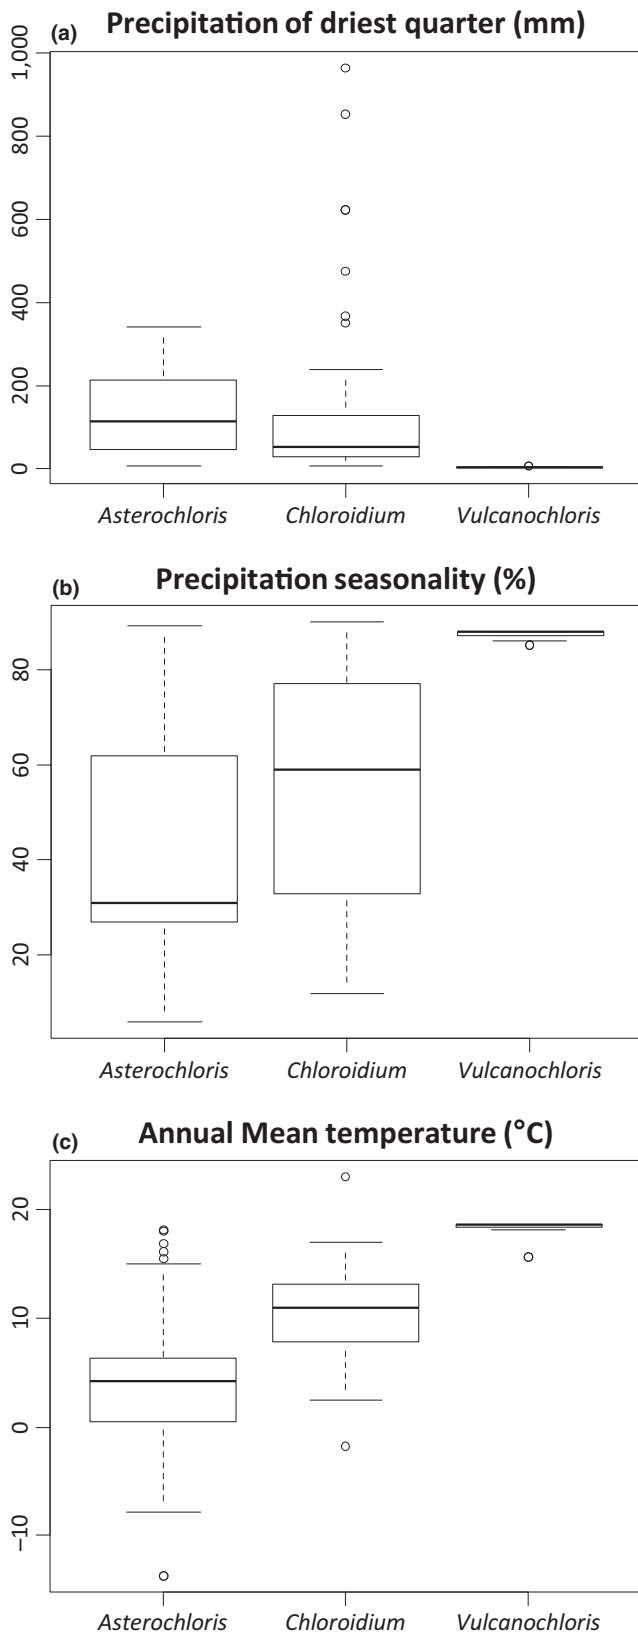 (a) Precipitation of driest quarter (mm)
1,000
800
600
400
200
0
Asterochloris Chloroidium Vulcanochloris
(b) Precipitation seasonality (%)
80
60
40
20
Asterochloris Chloroidium Vulcanochloris
(c) Annual Mean temperature (°C)
20
10
0
−10
Asterochloris Chloroidium Vulcanochloris